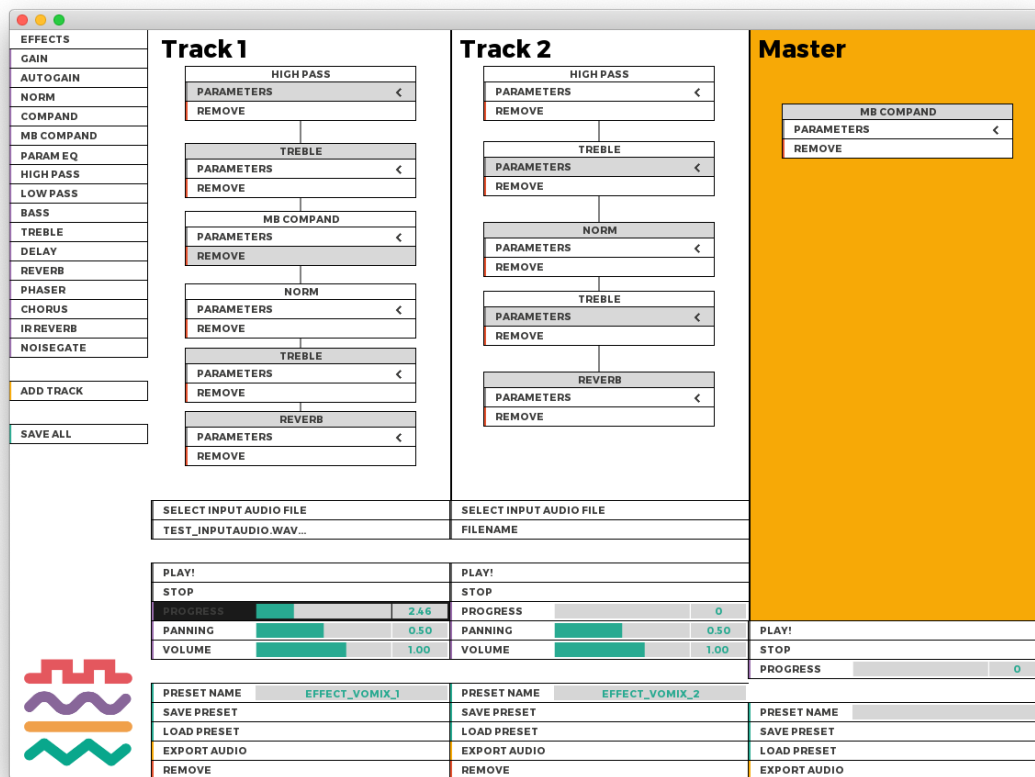 EFFECTS
GAIN
AUTOGAIN
NORM
COMPAND
MB COMPAND
PARAM EQ
HIGH PASS
LOW PASS
BASS
TREBLE
DELAY
REVERB
PHASER
CHORUS
IR REVERB
NOISEGATE
ADD TRACK
SAVE ALL
Track 1
HIGH PASS
PARAMETERS <
REMOVE
TREBLE
PARAMETERS <
REMOVE
MB COMPAND
PARAMETERS <
REMOVE
NORM
PARAMETERS <
REMOVE
TREBLE
PARAMETERS <
REMOVE
REVERB
PARAMETERS <
REMOVE
SELECT INPUT AUDIO FILE
TEST_INPUTAUDIO.WAV...
PLAY!
STOP
PROGRESS 2.46
PANNING 0.50
VOLUME 1.00
PRESET NAME EFFECT_VOMIX_1
SAVE PRESET
LOAD PRESET
EXPORT AUDIO
REMOVE
Track 2
HIGH PASS
PARAMETERS <
REMOVE
TREBLE
PARAMETERS <
REMOVE
NORM
PARAMETERS <
REMOVE
TREBLE
PARAMETERS <
REMOVE
REVERB
PARAMETERS <
REMOVE
SELECT INPUT AUDIO FILE
FILENAME
PLAY!
STOP
PROGRESS 0
PANNING 0.50
VOLUME 1.00
PRESET NAME EFFECT_VOMIX_2
SAVE PRESET
LOAD PRESET
EXPORT AUDIO
REMOVE
Master
MB COMPAND
PARAMETERS <
REMOVE
PLAY!
STOP
PROGRESS 0
PRESET NAME
SAVE PRESET
LOAD PRESET
EXPORT AUDIO